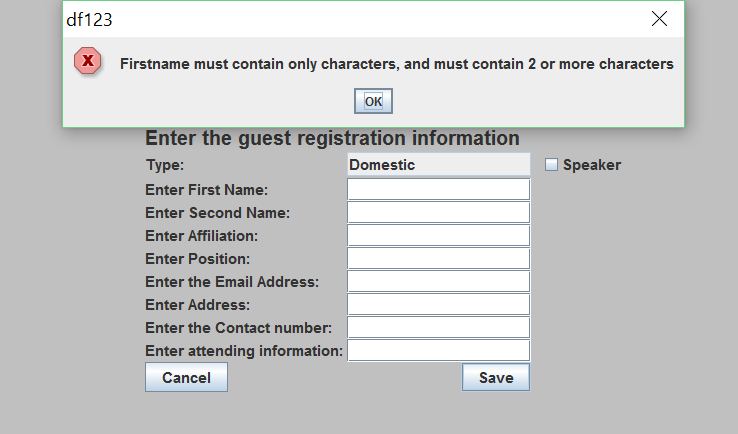 df123
X
Firstname must contain only characters, and must contain 2 or more characters
OK
Enter the guest registration information
Type: Domestic Speaker
Enter First Name:
Enter Second Name:
Enter Affiliation:
Enter Position:
Enter the Email Address:
Enter Address:
Enter the Contact number:
Enter attending information:
Cancel Save